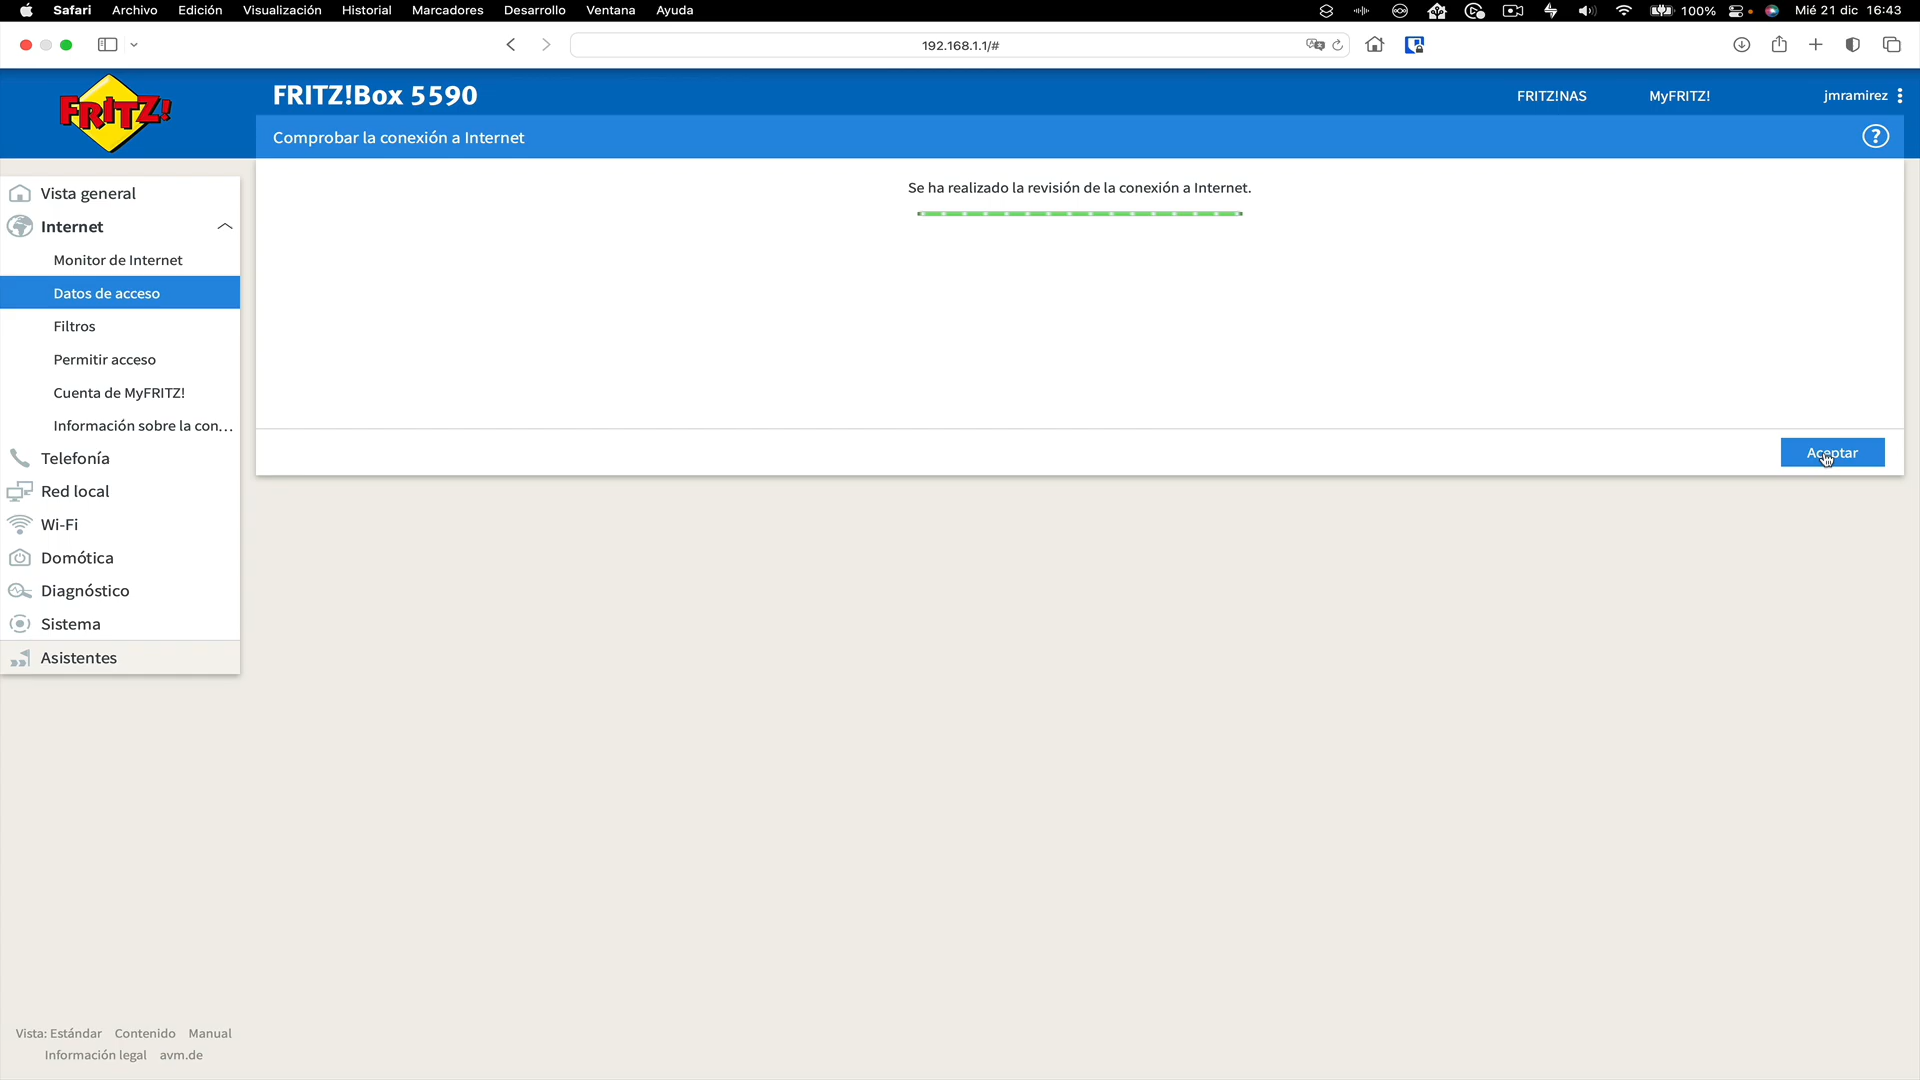 Safari Archivo Edición Visualización Historial Marcadores Desarrollo Ventana Ayuda 100% Mié 21 dic 16:43
192.168.1.1/#
FRITZ!
FRITZ!Box 5590
FRITZ!NAS MyFRITZ! jmramirez
Comprobar la conexión a Internet ?
Se ha realizado la revisión de la conexión a Internet.
Vista general
Internet
Monitor de Internet
Datos de acceso
Filtros
Permitir acceso
Cuenta de MyFRITZ!
Información sobre la con...
Telefonía
Red local
Wi-Fi
Domótica
Diagnóstico
Sistema
Asistentes
Aceptar
Vista: Estándar Contenido Manual
Información legal avm.de